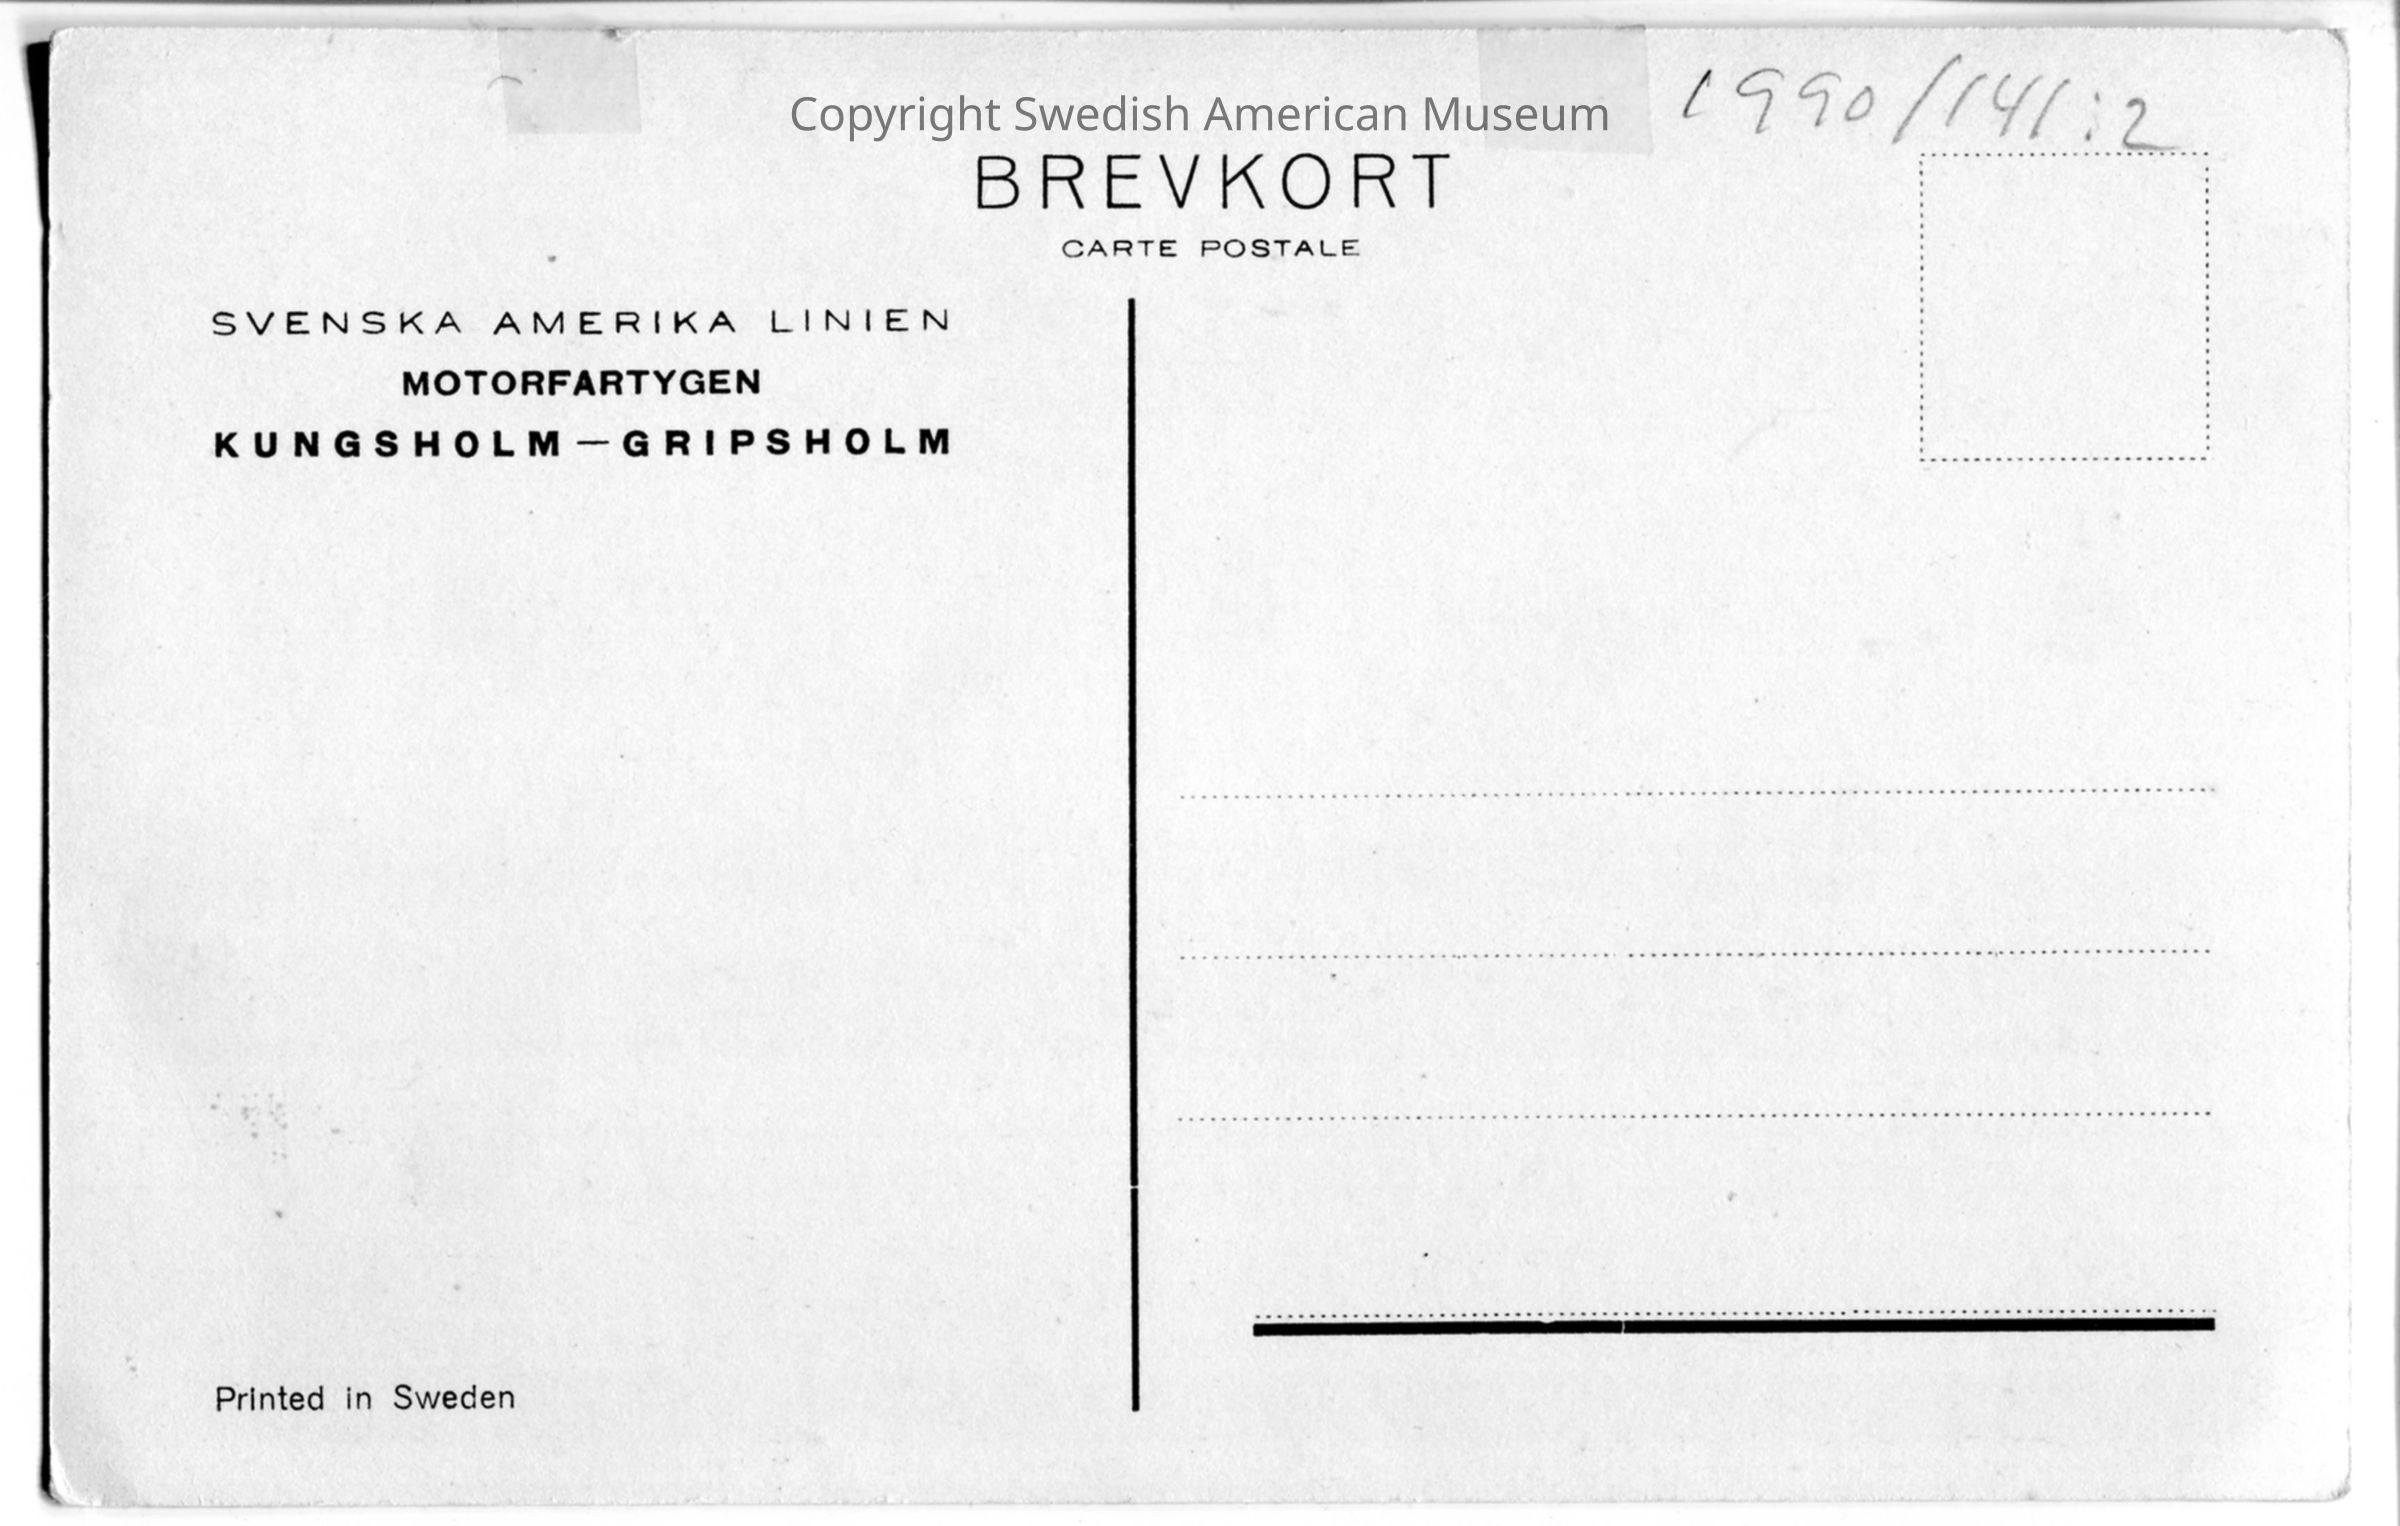 1990/141:2
Copyright Swedish American Museum
BREVKORT
CARTE POSTALE
SVENSKA AMERIKA LINIEN
MOTORFARTYGEN
KUNGSHOLM—GRIPSHOLM
Printed in Sweden